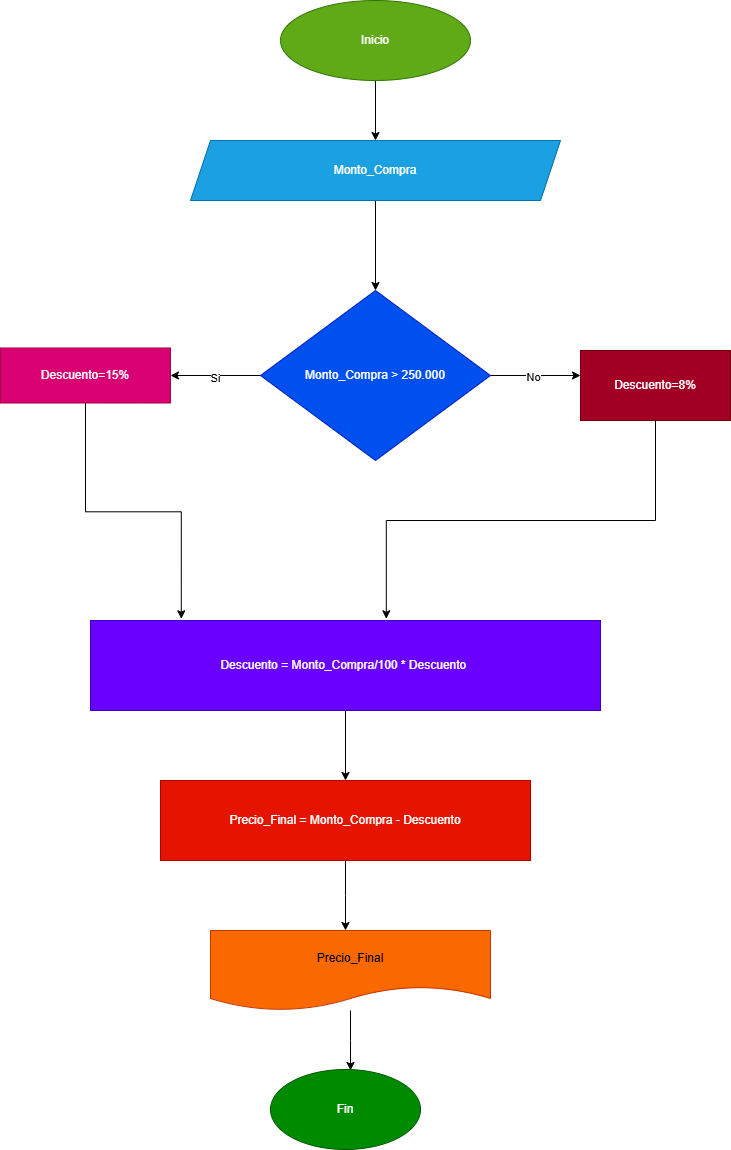 Inicio
Monto_Compra
Monto_Compra > 250.000
Si
No
Descuento=15%
Descuento=8%
Descuento = Monto_Compra/100 * Descuento
Precio_Final = Monto_Compra - Descuento
Precio_Final
Fin